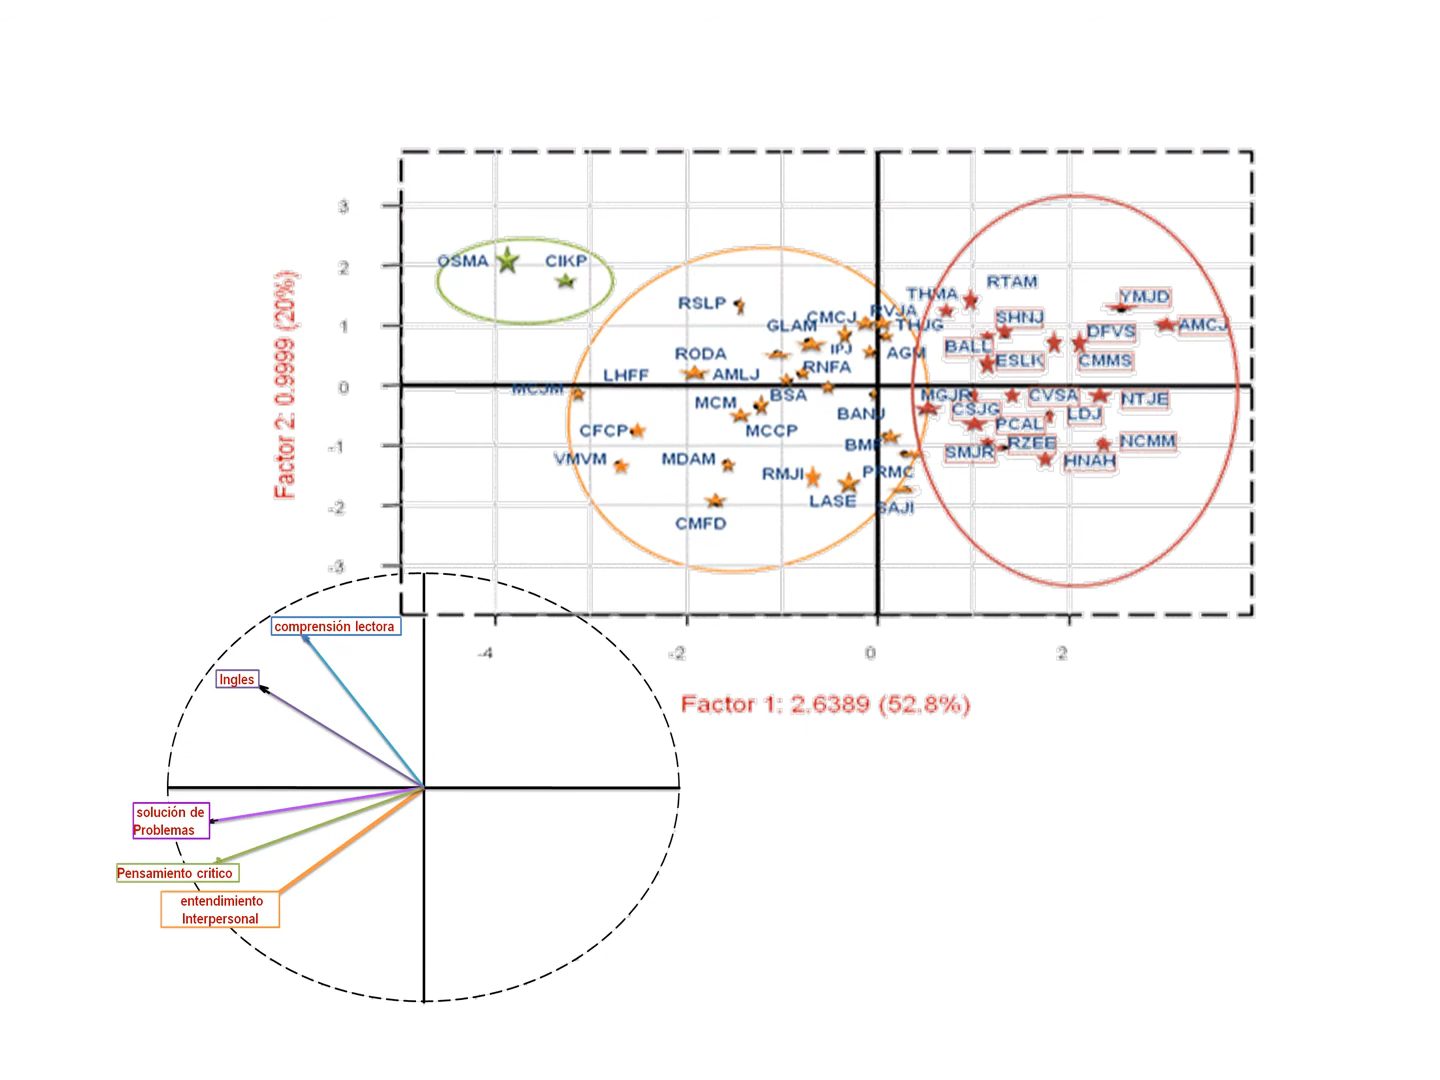 3
2
1
0
-1
-2
-3
Factor 2: 0.9999 (20%)
OSMA
CIKP
RSLP
THMA
RTAM
YMJD
GLAM
CMCJ
RVJA
THJG
SHNJ
DFVS
AMCJ
RODA
IPJ
AGM
BALL
ESLK
CMMS
LHFF
AMLJ
RNFA
MCJM
MCM
BSA
MGJR
CVSA
NTJE
CFCP
MCCP
BANJ
CSJG
PCAL
LDJ
VMVM
MDAM
RMJI
PRMC
SMJR
RZEE
HNAH
NCMM
CMFD
LASE
SAJI
-4
-2
0
2
Factor 1: 2.6389 (52.8%)
comprensión lectora
Ingles
solución de
Problemas
Pensamiento critico
entendimiento
Interpersonal